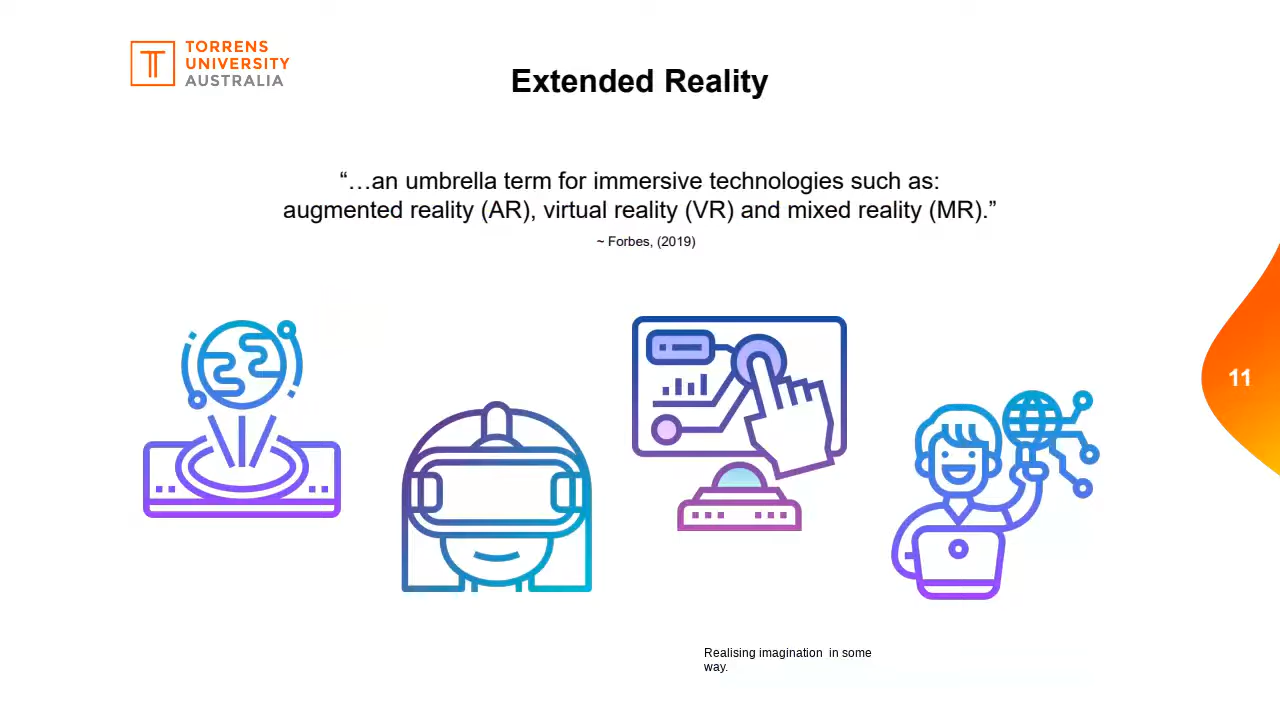 TORRENS
UNIVERSITY
AUSTRALIA
Extended Reality
“…an umbrella term for immersive technologies such as:
augmented reality (AR), virtual reality (VR) and mixed reality (MR).”
~ Forbes, (2019)
11
Realising imagination  in some
way.